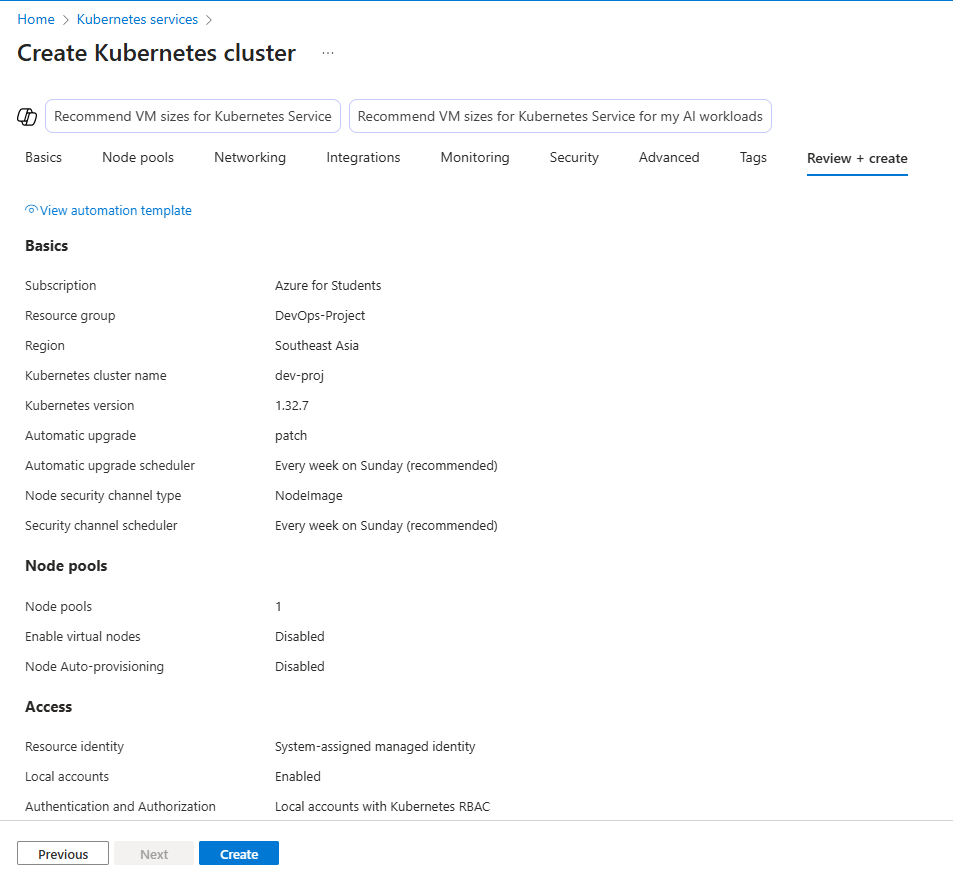 Home > Kubernetes services >
Create Kubernetes cluster ...
Recommend VM sizes for Kubernetes Service Recommend VM sizes for Kubernetes Service for my AI workloads
Basics Node pools Networking Integrations Monitoring Security Advanced Tags Review + create
View automation template
Basics
Subscription Azure for Students
Resource group DevOps-Project
Region Southeast Asia
Kubernetes cluster name dev-proj
Kubernetes version 1.32.7
Automatic upgrade patch
Automatic upgrade scheduler Every week on Sunday (recommended)
Node security channel type NodeImage
Security channel scheduler Every week on Sunday (recommended)
Node pools
Node pools 1
Enable virtual nodes Disabled
Node Auto-provisioning Disabled
Access
Resource identity System-assigned managed identity
Local accounts Enabled
Authentication and Authorization Local accounts with Kubernetes RBAC
Previous Next Create